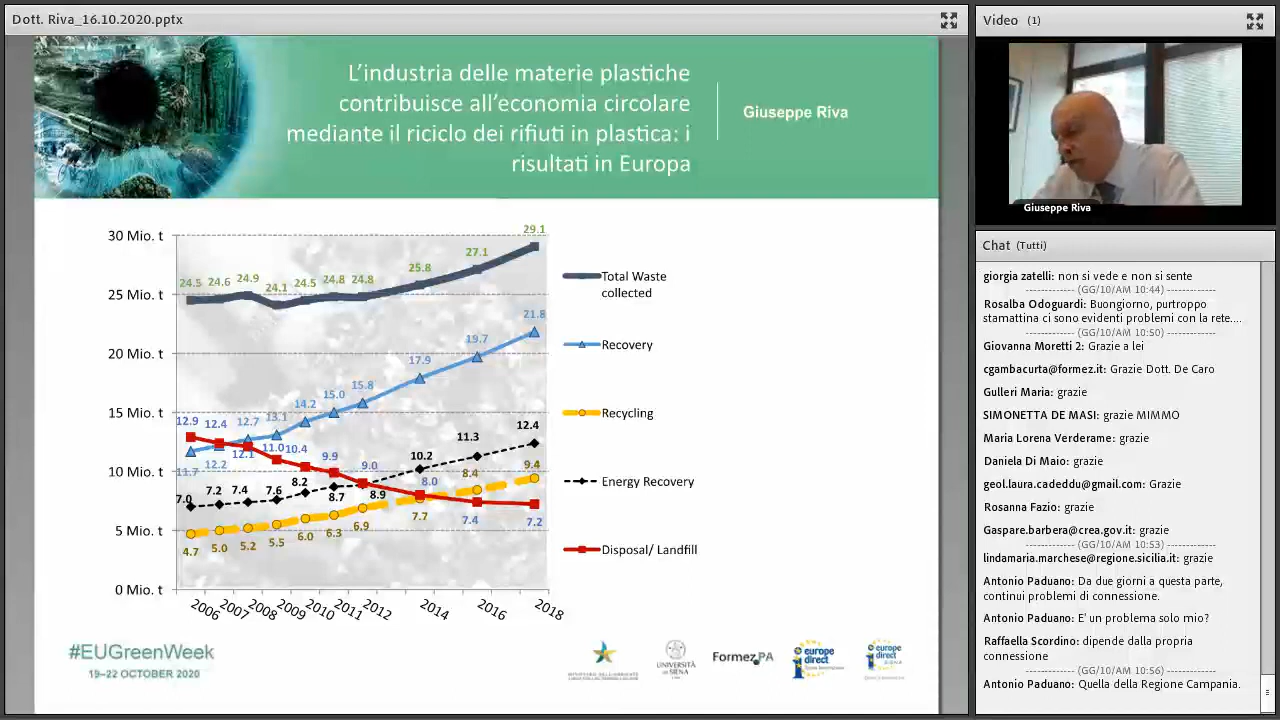 Dott. Riva_16.10.2020.pptx
L'industria delle materie plastiche
contribuisce all'economia circolare
mediante il riciclo dei rifiuti in plastica: i
risultati in Europa
Giuseppe Riva
30 Mio. t
25 Mio. t
20 Mio. t
15 Mio. t
10 Mio. t
5 Mio. t
0 Mio. t
24.5 24.6 24.9 24.1 24.5 24.8 24.8 25.8 27.1 29.1
11.7 12.2 12.7 13.1 14.2 15.0 15.8 17.9 19.7 21.8
12.9 12.4 12.1 11.0 10.4 9.9 9.0 8.0 7.4 7.2
7.0 7.2 7.4 7.6 8.2 8.7 8.9 10.2 11.3 12.4
4.7 5.0 5.2 5.5 6.0 6.3 6.9 7.7 8.4 9.4
2006 2007 2008 2009 2010 2011 2012 2014 2016 2018
Total Waste
collected
Recovery
Recycling
Energy Recovery
Disposal/ Landfill
#EUGreenWeek
19–22 OCTOBER 2020
UNIVERSITÀ
DI SIENA
FormezPA
europe
direct
europe
direct
SIENA
Video (1)
Giuseppe Riva
Chat (Tutti)
giorgia zatelli: non si vede e non si sente
------------ (GG/10/AM 10:44)------------
Rosalba Odoguardi: Buongiorno, purtroppo
stamattina ci sono evidenti problemi con la rete....
------------ (GG/10/AM 10:50)------------
Giovanna Moretti 2: Grazie a lei
cgambacurta@formez.it: Grazie Dott. De Caro
Gulleri Maria: grazie
SIMONETTA DE MASI: grazie MIMMO
Maria Lorena Verderame: grazie
Daniela Di Maio: grazie
geol.laura.cadeddu@gmail.com: Grazie
Rosanna Fazio: grazie
Gaspare.barbera@crea.gov.it: grazie
------------ (GG/10/AM 10:53)------------
lindamaria.marchese@regione.sicilia.it: grazie
Antonio Paduano: Da due giorni a questa parte,
continui problemi di connessione.
Antonio Paduano: E' un problema solo mio?
Raffaella Scordino: dipende dalla propria
connessione
------------ (GG/10/AM 10:56)------------
Antonio Paduano: Quella della Regione Campania.